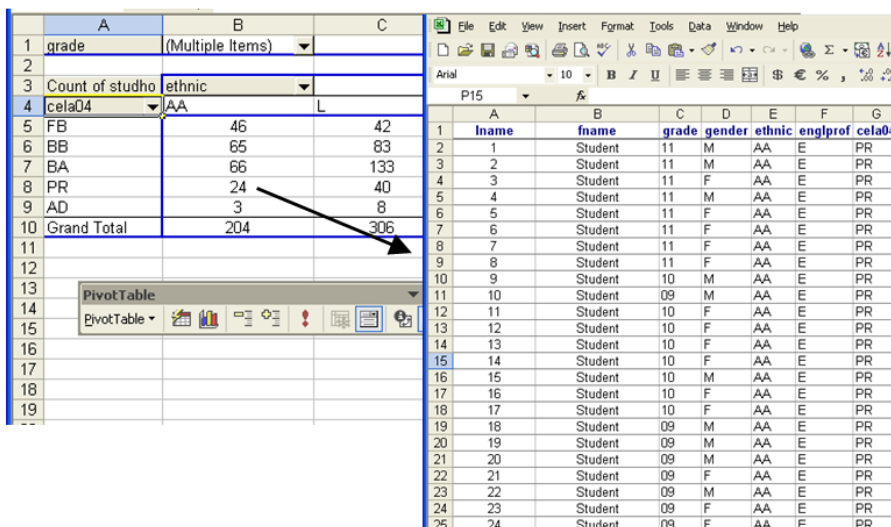 A B C
1 grade (Multiple Items)
2
3 Count of studho ethnic
4 cela04 AA L
5 FB 46 42
6 BB 65 83
7 BA 66 133
8 PR 24 40
9 AD 3 8
10 Grand Total 204 306
11
12
13
14
15
16
17
18
19
PivotTable
PivotTable
File Edit View Insert Format Tools Data Window Help
Arial 10 B I U $ € % ,
P15 fx
A B C D E F G
1 lname fname grade gender ethnic englprof cela04
2 1 Student 11 M AA E PR
3 2 Student 11 M AA E PR
4 3 Student 11 F AA E PR
5 4 Student 11 M AA E PR
6 5 Student 11 F AA E PR
7 6 Student 11 F AA E PR
8 7 Student 11 F AA E PR
9 8 Student 11 F AA E PR
10 9 Student 10 M AA E PR
11 10 Student 09 M AA E PR
12 11 Student 10 F AA E PR
13 12 Student 10 F AA E PR
14 13 Student 10 F AA E PR
15 14 Student 10 F AA E PR
16 15 Student 10 M AA E PR
17 16 Student 10 F AA E PR
18 17 Student 10 F AA E PR
19 18 Student 09 M AA E PR
20 19 Student 09 M AA E PR
21 20 Student 09 M AA E PR
22 21 Student 09 F AA E PR
23 22 Student 09 M AA E PR
24 23 Student 09 F AA E PR
25 24 Student 09 F AA E PR